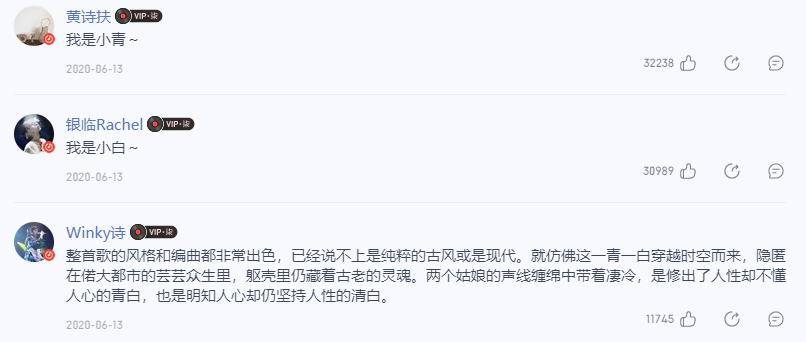 黄诗扶 VIP·柒
我是小青～
2020-06-13 32238
银临Rachel VIP·柒
我是小白～
2020-06-13 30989
Winky诗 VIP·柒
整首歌的风格和编曲都非常出色，已经说不上是纯粹的古风或是现代。就仿佛这一青一白穿越时空而来，隐匿
在偌大都市的芸芸众生里，躯壳里仍藏着古老的灵魂。两个姑娘的声线缠绵中带着凄冷，是修出了人性却不懂
人心的青白，也是明知人心却仍坚持人性的清白。
2020-06-13 11745